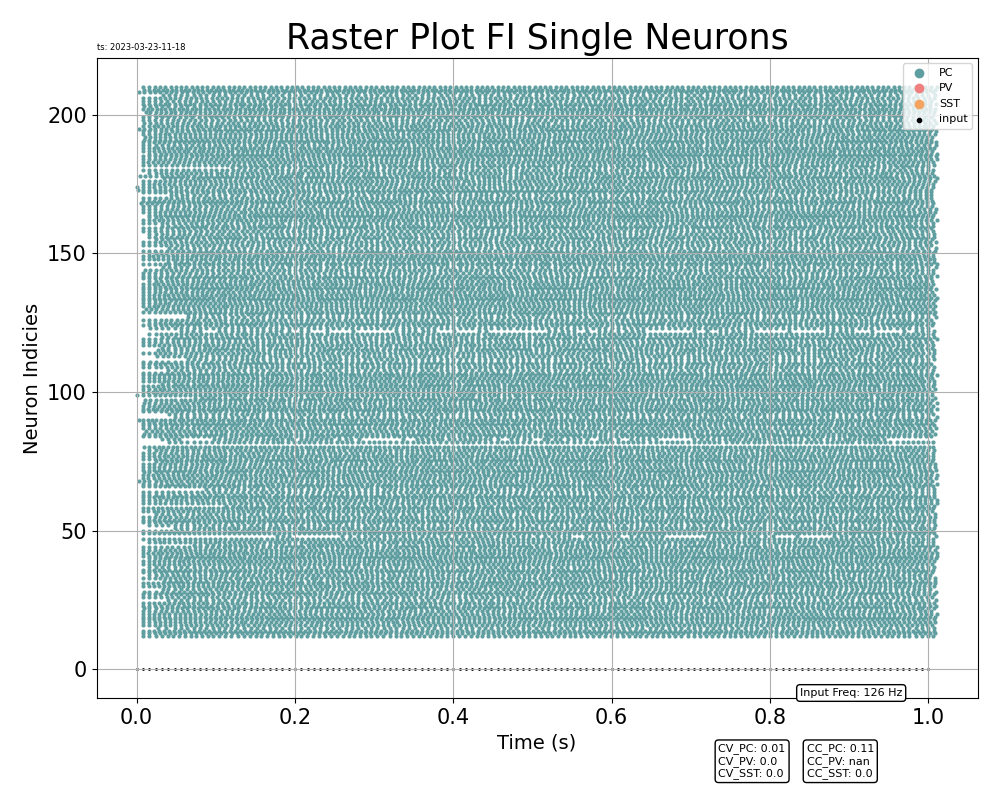 Raster Plot FI Single Neurons
ts: 2023-03-23-11-18
PC
PV
SST
input
200
150
100
50
0
Neuron Indicies
0.0 0.2 0.4 0.6 0.8 1.0
Time (s)
Input Freq: 126 Hz
CV_PC: 0.01
CV_PV: 0.0
CV_SST: 0.0
CC_PC: 0.11
CC_PV: nan
CC_SST: 0.0